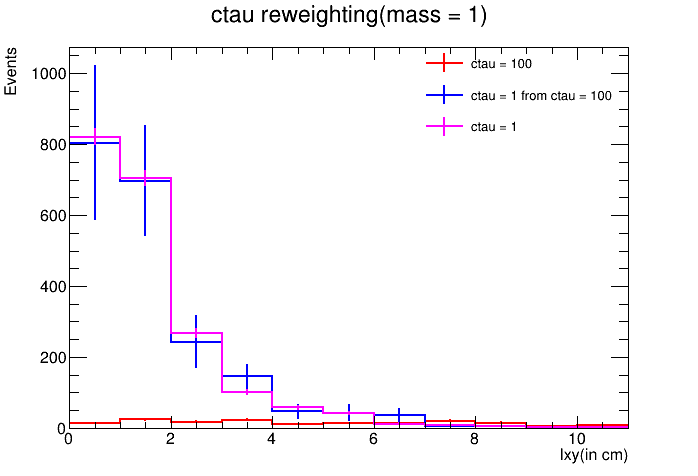 ctau reweighting(mass = 1)
Events
ctau = 100
ctau = 1 from ctau = 100
ctau = 1
1000
800
600
400
200
0
0 2 4 6 8 10
lxy(in cm)